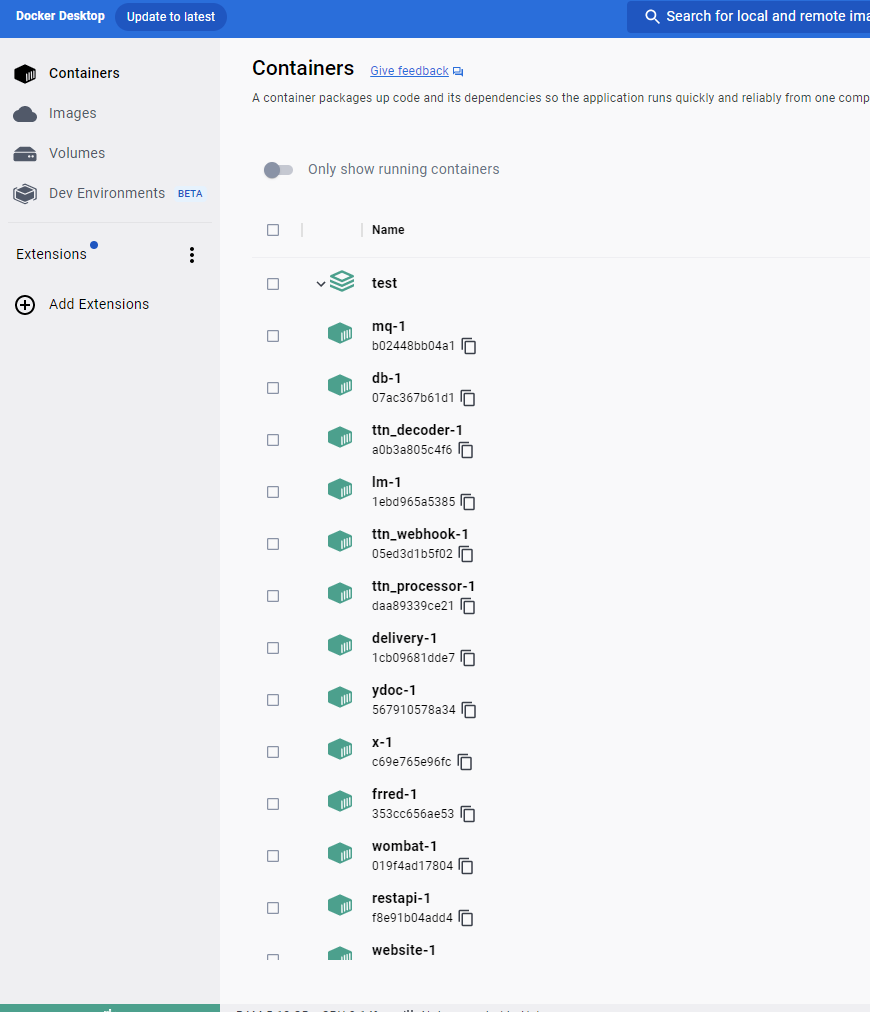 Docker Desktop
Update to latest
Search for local and remote
Containers
Images
Volumes
Dev Environments BETA
Extensions
Add Extensions
Containers
Give feedback
A container packages up code and its dependencies so the application runs quickly and reliably from one
Only show running containers
Name
test
mq-1
b02448bb04a1
db-1
07ac367b61d1
ttn_decoder-1
a0b3a805c4f6
lm-1
1ebd965a5385
ttn_webhook-1
05ed3d1b5f02
ttn_processor-1
daa89339ce21
delivery-1
1cb09681dde7
ydoc-1
567910578a34
x-1
c69e765e96fc
frred-1
353cc656ae53
wombat-1
019f4ad17804
restapi-1
f8e91b04add4
website-1